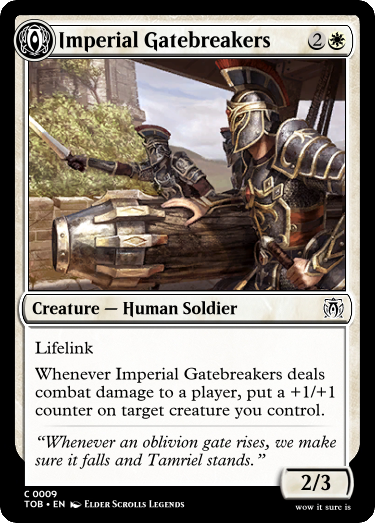 Imperial Gatebreakers 2
Creature — Human Soldier
Lifelink
Whenever Imperial Gatebreakers deals
combat damage to a player, put a +1/+1
counter on target creature you control.
“Whenever an oblivion gate rises, we make
sure it falls and Tamriel stands.”
2/3
C 0009
TOB • EN Elder Scrolls Legends
wow it sure is